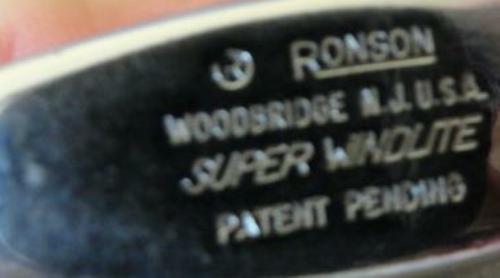 RONSON
WOODBRIDGE N.J. U.S.A.
SUPER WINDLITE
PATENT PENDING